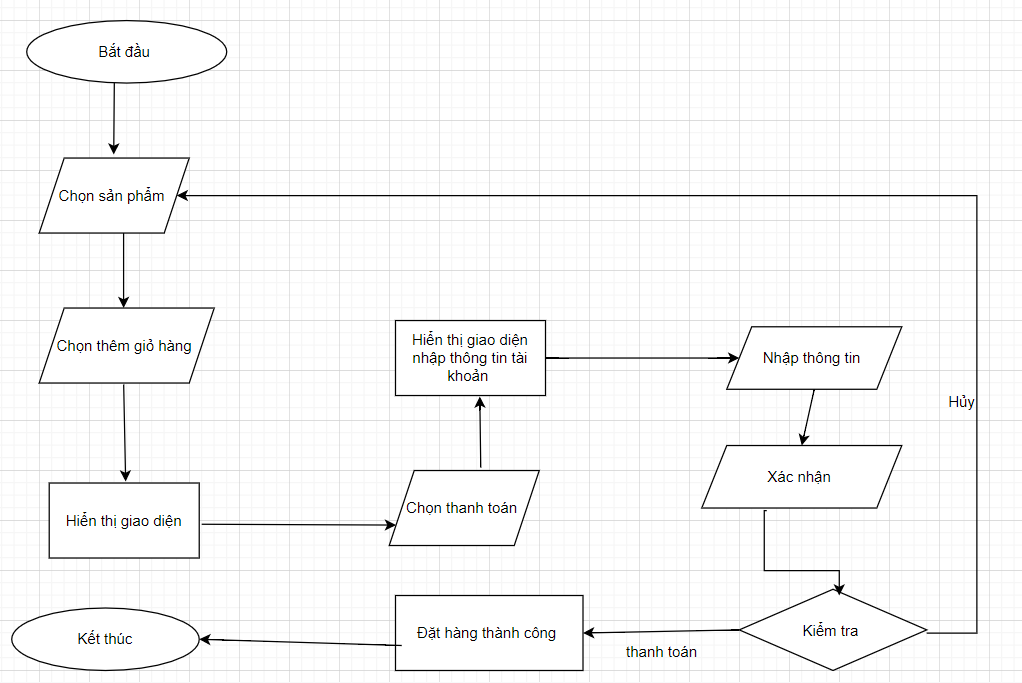 Bắt đầu
Chọn sản phẩm
Chọn thêm giỏ hàng
Hiển thị giao diện
Chọn thanh toán
Hiển thị giao diện
nhập thông tin tài
khoản
Nhập thông tin
Xác nhận
Kiểm tra
Hủy
thanh toán
Đặt hàng thành công
Kết thúc